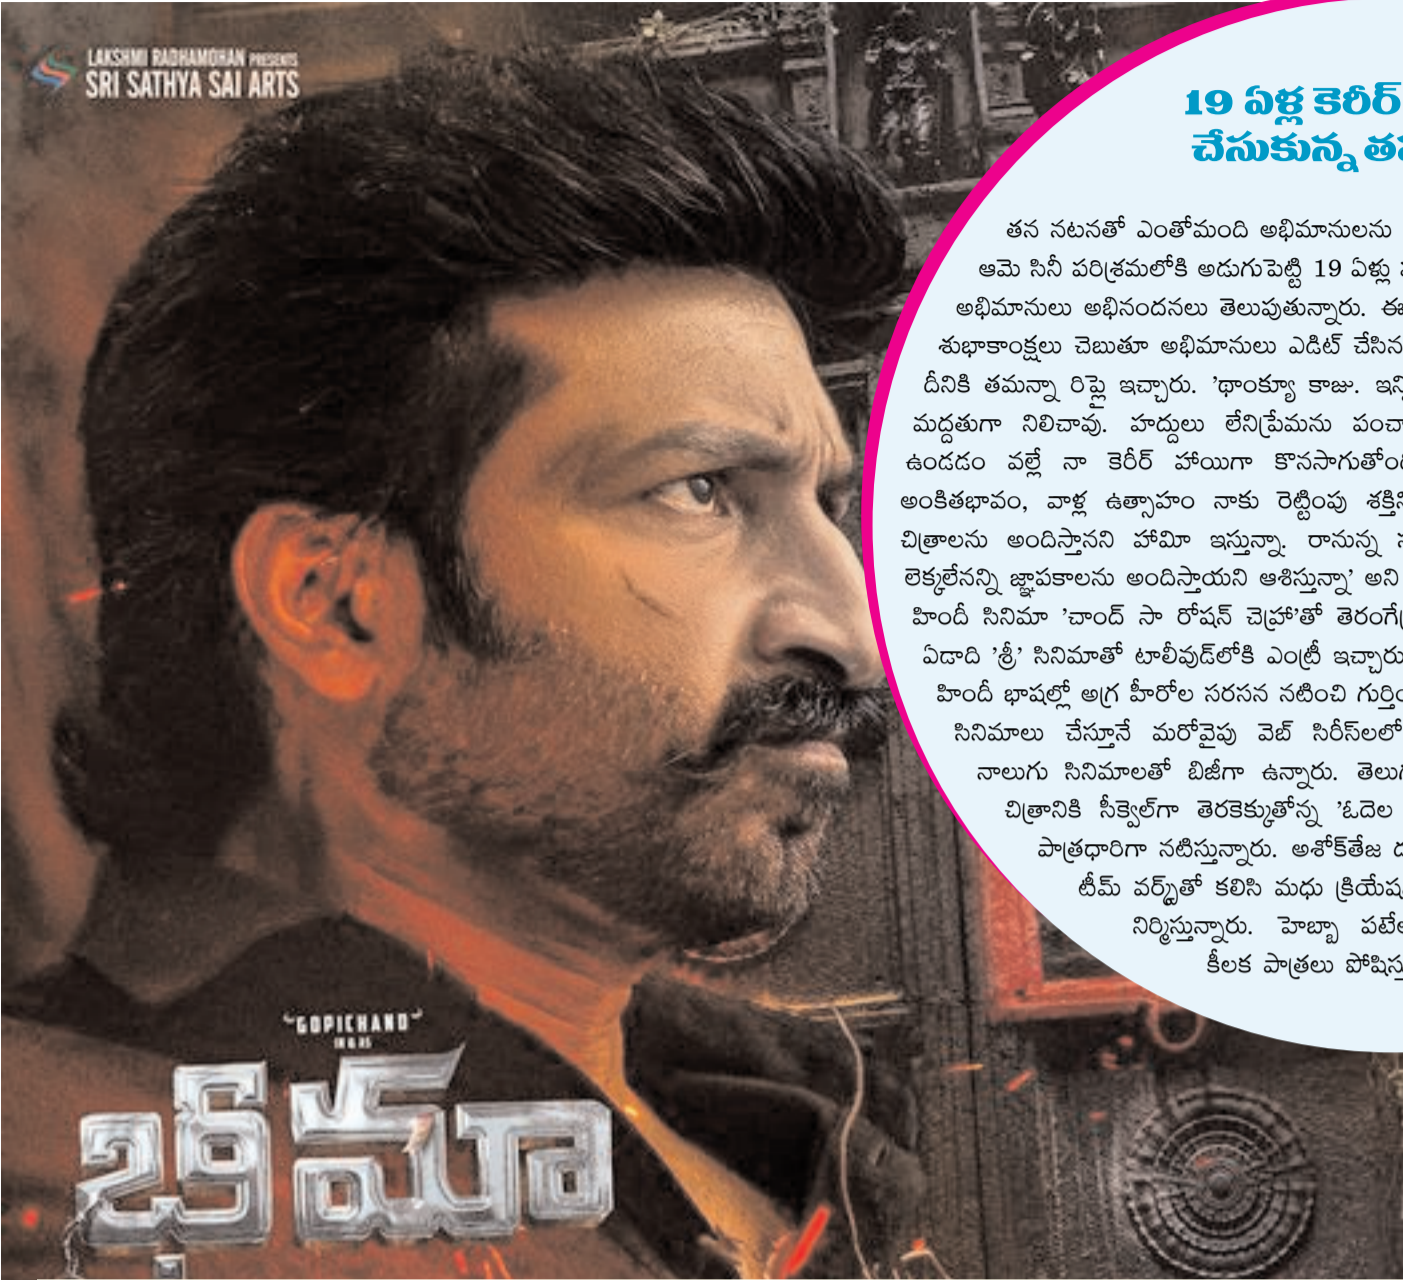 LAKSHMI RADHAMOHAN PRESENTS
SRI SATHYA SAI ARTS
19 ఏళ్ల కెరీర్
చేసుకున్న
తన నటనతో ఎంతోమంది అభిమానులను
ఆమె సినీ పరిశ్రమలోకి అడుగుపెట్టి 19 ఏళ్లు
అభిమానులు అభినందనలు తెలుపుతున్నారు. ఈ
శుభాకాంక్షలు చెబుతూ అభిమానులు ఎడిట్ చేసిన
దీనికి తమన్నా రిప్లై ఇచ్చారు. 'థాంక్యూ కాజు.
మద్దతుగా నిలిచావు. హద్దులు లేనిప్రేమను
ఉండడం వల్లే నా కెరీర్ హాయిగా
అంకితభావం, వాళ్ల ఉత్సాహం నాకు రెట్టింపు
చిత్రాలను అందిస్తానని హామీ ఇస్తున్నా. రానున్న
లెక్కలేనన్ని జ్ఞాపకాలను అందిస్తాయని ఆశిస్తున్నా' అని
హిందీ సినిమా 'చాంద్ సా రోషన్ చెహ్రా'తో
ఏడాది 'శ్రీ' సినిమాతో టాలీవుడ్‌లోకి ఎంట్రీ ఇచ్చారు
హిందీ భాషల్లో అగ్ర హీరోల సరసన నటించి
సినిమాలు చేస్తూనే మరోవైపు వెబ్ సిరీస్‌లలో
నాలుగు సినిమాలతో బిజీగా ఉన్నారు.
చిత్రానికి సీక్వెల్‌గా తెరకెక్కుతోన్న 'ఓదెల
పాత్రధారిగా నటిస్తున్నారు. అశోక్‌తేజ
టీమ్ వర్క్స్‌తో కలిసి మధు
నిర్మిస్తున్నారు. హెబ్బా
కీలక పాత్రలు
"GOPICHAND"
IN & AS
భీమా